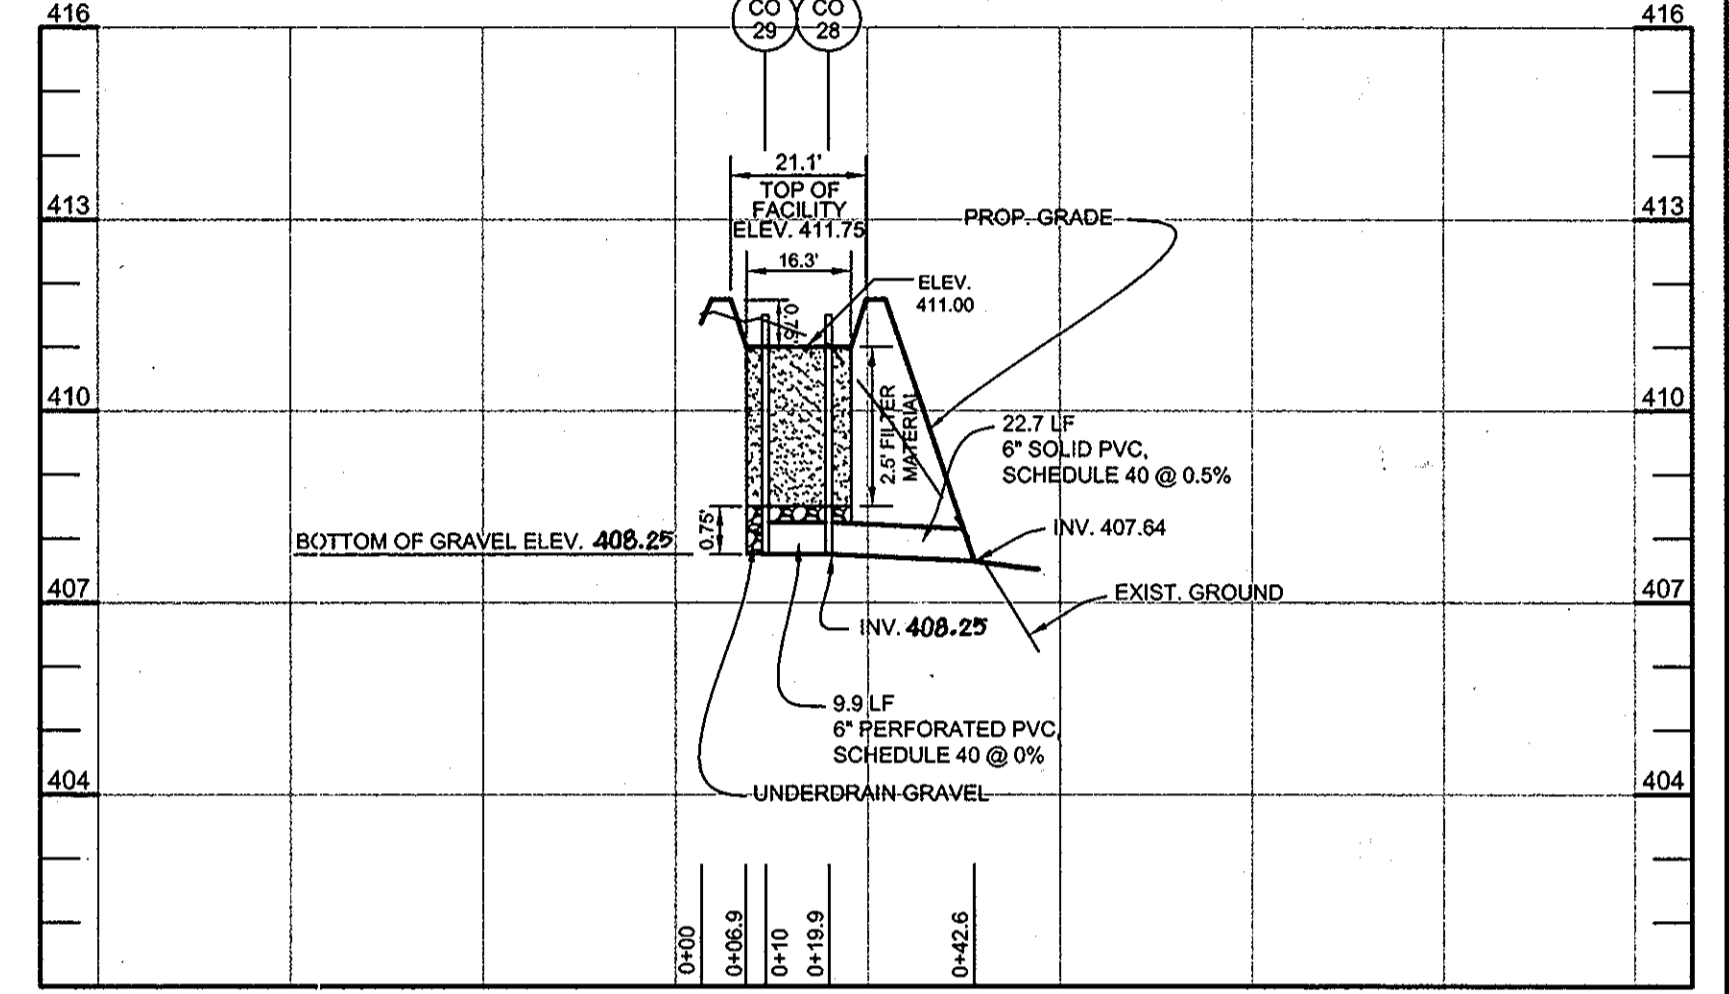 CO
29
CO
28
416
416
21.1'
TOP OF
FACILITY
ELEV. 411.75
413
413
PROP. GRADE
16.3'
ELEV.
411.00
0.75'
410
410
2.5' FILTER
MATERIAL
22.7 LF
6" SOLID PVC,
SCHEDULE 40 @ 0.5%
0.75'
BOTTOM OF GRAVEL ELEV. 408.25
INV. 407.64
407
407
EXIST. GROUND
INV. 408.25
9.9 LF
6" PERFORATED PVC,
SCHEDULE 40 @ 0%
404
404
UNDERDRAIN GRAVEL
0+00
0+06.9
0+10
0+19.9
0+42.6